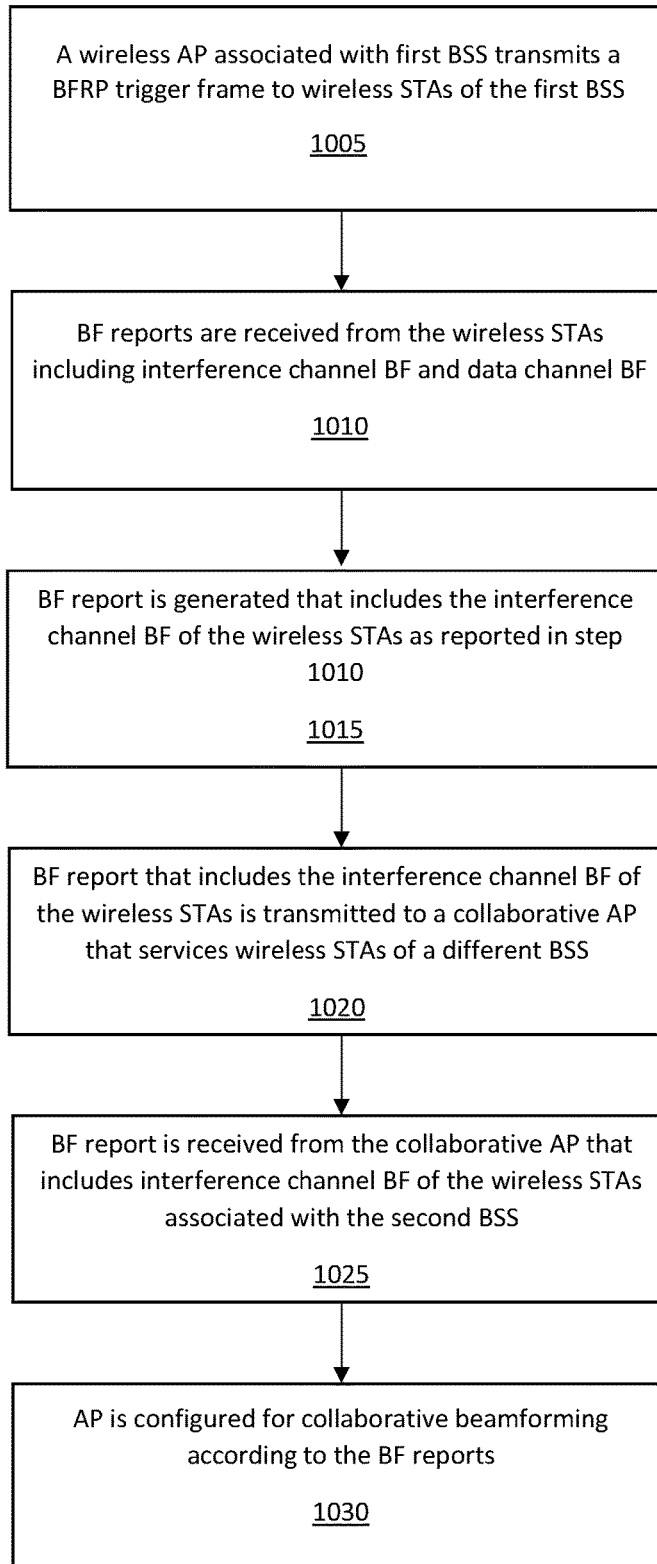 A wireless AP associated with first BSS transmits a
BFRP trigger frame to wireless STAs of the first BSS
1005
BF reports are received from the wireless STAs
including interference channel BF and data channel BF
1010
BF report is generated that includes the interference
channel BF of the wireless STAs as reported in step
1010
1015
BF report that includes the interference channel BF of
the wireless STAs is transmitted to a collaborative AP
that services wireless STAs of a different BSS
1020
BF report is received from the collaborative AP that
includes interference channel BF of the wireless STAs
associated with the second BSS
1025
AP is configured for collaborative beamforming
according to the BF reports
1030